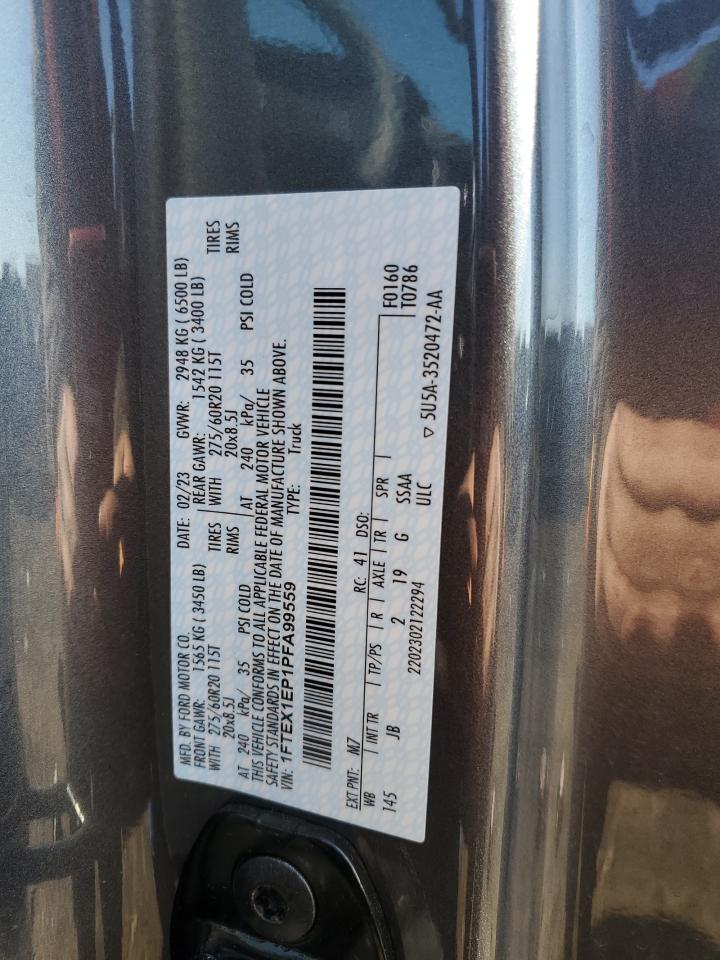 MFD. BY FORD MOTOR CO.
DATE: 02/23 GVWR: 2948 KG ( 6500 LB)
FRONT GAWR: 1565 KG ( 3450 LB)
REAR GAWR: 1542 KG ( 3400 LB)
WITH 275/60R20 115T TIRES
WITH 275/60R20 115T TIRES
20x8.5J RIMS
20x8.5J RIMS
AT 240 kPa/ 35 PSI COLD
AT 240 kPa/ 35 PSI COLD
THIS VEHICLE CONFORMS TO ALL APPLICABLE FEDERAL MOTOR VEHICLE
SAFETY STANDARDS IN EFFECT ON THE DATE OF MANUFACTURE SHOWN ABOVE.
VIN: 1FTEX1EP1PFA99559 TYPE: Truck
EXT PNT: M7 RC: 41 DSO: F0160
WB INT TR TP/PS R AXLE TR SPR T0786
145 JB 2 19 G SSAA
2202302122294 ULC
▽ 5U5A-3520472-AA